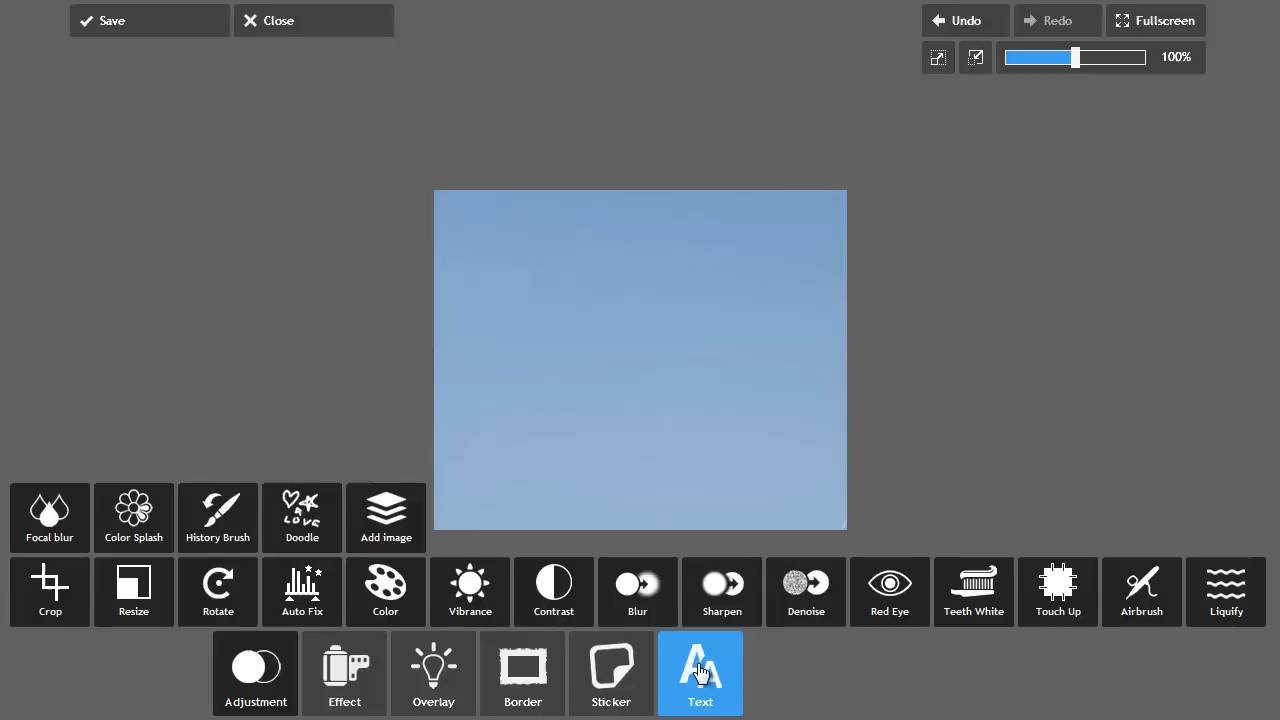 Save
Close
Undo
Redo
Fullscreen
100%
Focal blur
Color Splash
History Brush
Doodle
Add image
Crop
Resize
Rotate
Auto Fix
Color
Vibrance
Contrast
Blur
Sharpen
Denoise
Red Eye
Teeth White
Touch Up
Airbrush
Liquify
Adjustment
Effect
Overlay
Border
Sticker
Text